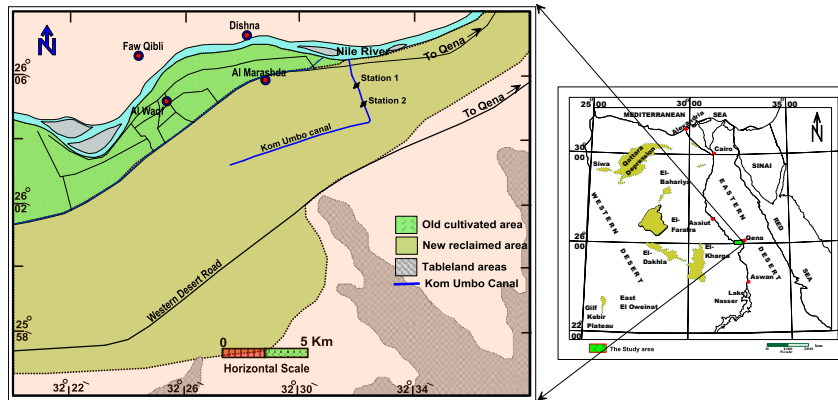 N
Dishna
Faw Qibli
Nile River
To Qena
Al Marashda
Station 1
Al Waqf
Station 2
To Qena
Kom Umbo canal
26° 06
26° 02
25° 58
Old cultivated area
New reclaimed area
Tableland areas
Kom Umbo Canal
Western Desert Road
0 5 Km
Horizontal Scale
32° 22
32° 26
32° 30
32° 34
25 00
30 00
35 00
MEDITERRANEAN SEA
N
Alexandria
Cairo
30 00
Siwa
Qattara Depression
SINAI
El- Bahariya
WESTERN DESERT
EASTERN DESERT
RED SEA
Assiut
El- Farafra
Qena
26 00
El- Dakhla
El- Kharga
Aswan
Lake Nasser
East El Oweinat
Gilf Kebir Plateau
22 00
The Study area